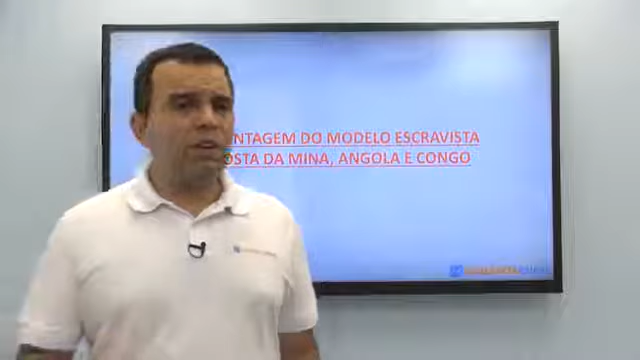 NTAGEM DO MODELO ESCRAVISTA
OSTA DA MINA, ANGOLA E CONGO